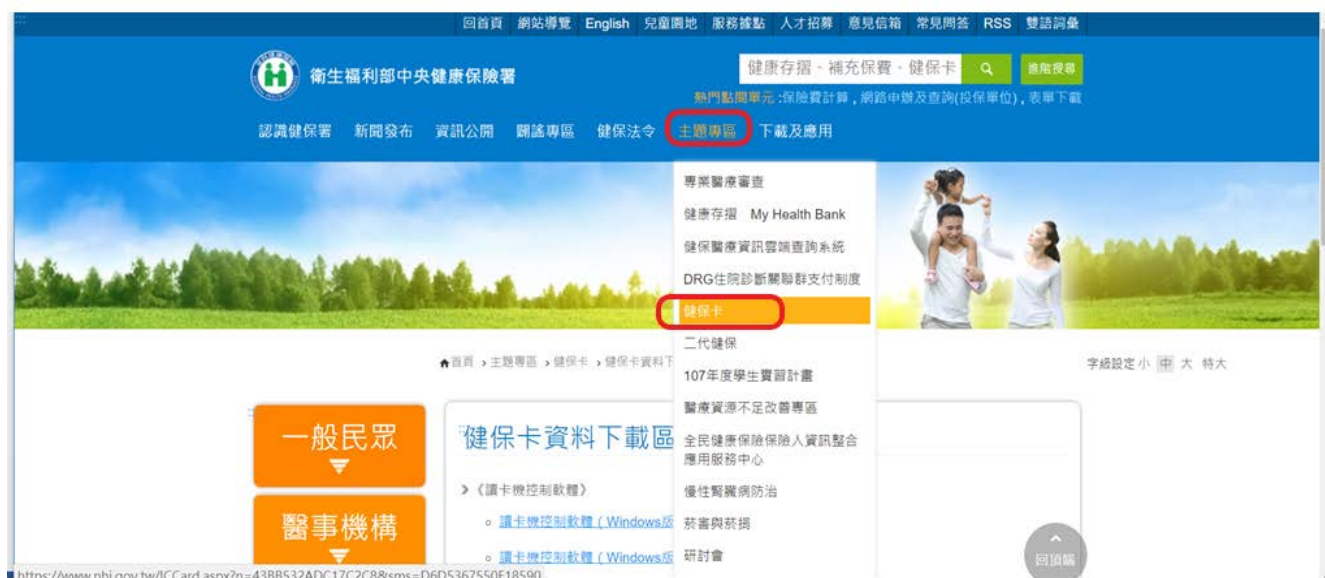 回首頁 網站導覽 English 兒童園地 服務據點 人才招募 意見信箱 常見問答 RSS 雙語詞彙
衛生福利部中央健康保險署
健康存摺、補充保費、健保卡
進階搜尋
熱門點閱單元:保險費計算,網路申辦及查詢(投保單位),表單下載
認識健保署 新聞發布 資訊公開 闢謠專區 健保法令 主題專區 下載及應用
專業醫療審查
健康存摺 My Health Bank
健保醫療資訊雲端查詢系統
DRG住院診斷關聯群支付制度
健保卡
二代健保
107年度學生實習計畫
醫療資源不足改善專區
全民健康保險保險人資訊整合
應用服務中心
慢性腎臟病防治
菸害與菸捐
研討會
首頁 › 主題專區 › 健保卡 › 健保卡資料下
字級設定 小 中 大 特大
一般民眾
醫事機構
健保卡資料下載區
《讀卡機控制軟體》
讀卡機控制軟體(Windows版
讀卡機控制軟體(Windows版
回頂端
https://www.nhi.gov.tw/ICCard.aspx?n=43BB532ADC17C2C8&sms=D6D5367550F18590